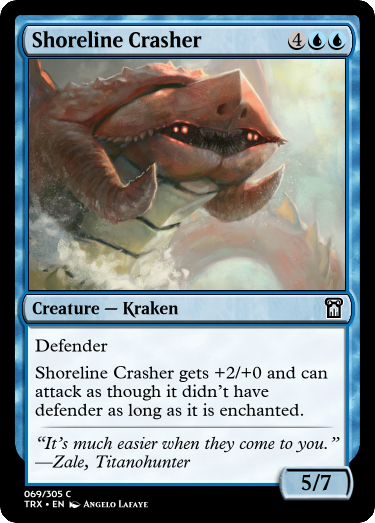 Shoreline Crasher 4
Creature — Kraken
Defender
Shoreline Crasher gets +2/+0 and can
attack as though it didn't have
defender as long as it is enchanted.
“It's much easier when they come to you.”
—Zale, Titanohunter
5/7
069/305 C
TRX • EN Angelo Lafaye